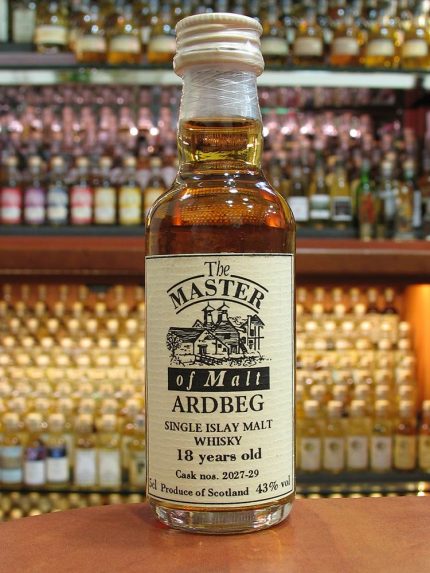 The
MASTER
of Malt
ARDBEG
SINGLE ISLAY MALT
WHISKY
18 years old
Cask nos. 2027-29
5cl Produce of Scotland 43% vol